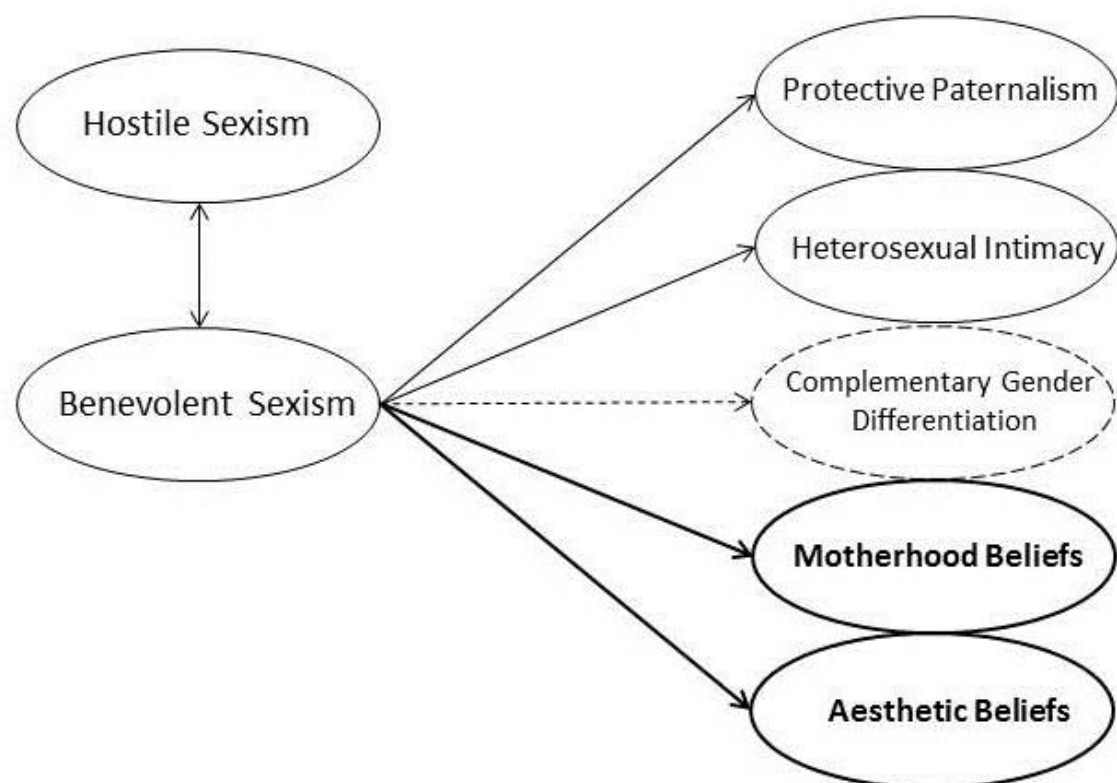 Protective Paternalism
Hostile Sexism
Heterosexual Intimacy
Benevolent Sexism
Complementary Gender
Differentiation
Motherhood Beliefs
Aesthetic Beliefs